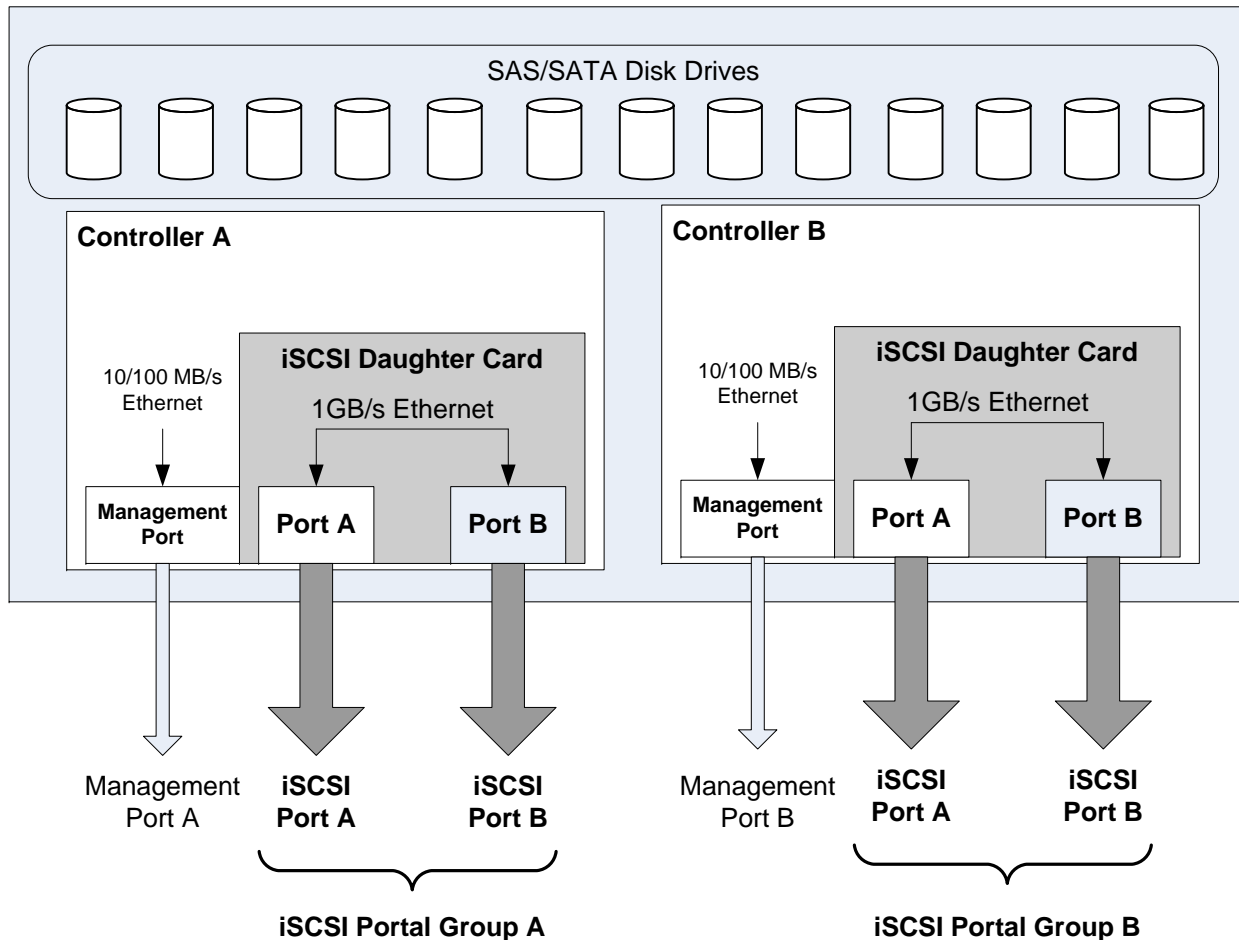 SAS/SATA Disk Drives
Controller A
iSCSI Daughter Card
10/100 MB/s
Ethernet
1GB/s Ethernet
Management
Port
Port A
Port B
Controller B
iSCSI Daughter Card
10/100 MB/s
Ethernet
1GB/s Ethernet
Management
Port
Port A
Port B
Management
Port A
iSCSI
Port A
iSCSI
Port B
Management
Port B
iSCSI
Port A
iSCSI
Port B
iSCSI Portal Group A
iSCSI Portal Group B